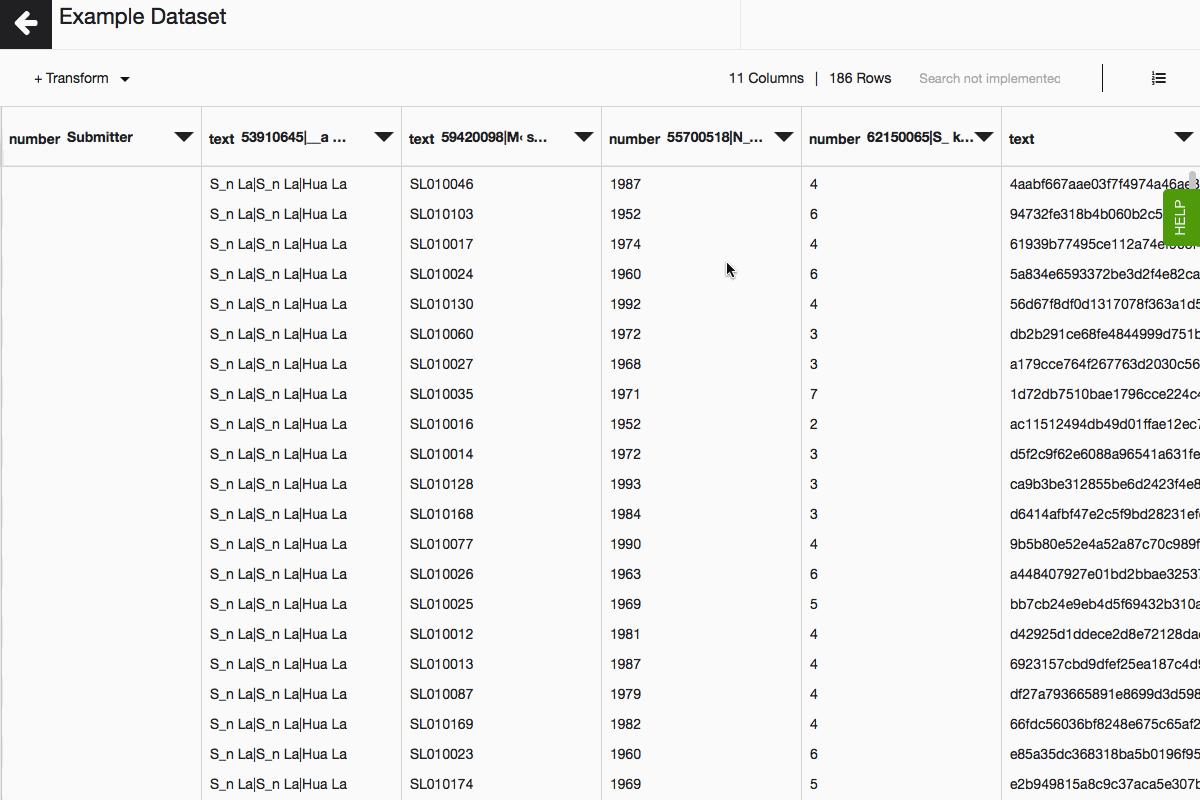 Example Dataset
+ Transform
11 Columns | 186 Rows Search not implemented
number Submitter text 53910645|__a ... text 59420098|M‹ s... number 55700518|N_... number 62150065|S_ k... text
S_n La|S_n La|Hua La SL010046 1987 4 4aabf667aae03f7f4974a46ae3
S_n La|S_n La|Hua La SL010103 1952 6 94732fe318b4b060b2c5
S_n La|S_n La|Hua La SL010017 1974 4 61939b77495ce112a74e
S_n La|S_n La|Hua La SL010024 1960 6 5a834e6593372be3d2f4e82ca
S_n La|S_n La|Hua La SL010130 1992 4 56d67f8df0d1317078f363a1d5
S_n La|S_n La|Hua La SL010060 1972 3 db2b291ce68fe4844999d751b
S_n La|S_n La|Hua La SL010027 1968 3 a179cce764f267763d2030c56
S_n La|S_n La|Hua La SL010035 1971 7 1d72db7510bae1796cce224c4
S_n La|S_n La|Hua La SL010016 1952 2 ac11512494db49d01ffae12ec7
S_n La|S_n La|Hua La SL010014 1972 3 d5f2c9f62e6088a96541a631fe
S_n La|S_n La|Hua La SL010128 1993 3 ca9b3be312855be6d2423f4e8
S_n La|S_n La|Hua La SL010168 1984 3 d6414afbf47e2c5f9bd28231ef
S_n La|S_n La|Hua La SL010077 1990 4 9b5b80e52e4a52a87c70c989f
S_n La|S_n La|Hua La SL010026 1963 6 a448407927e01bd2bbae32537
S_n La|S_n La|Hua La SL010025 1969 5 bb7cb24e9eb4d5f69432b310a
S_n La|S_n La|Hua La SL010012 1981 4 d42925d1ddece2d8e72128da
S_n La|S_n La|Hua La SL010013 1987 4 6923157cbd9dfef25ea187c4d9
S_n La|S_n La|Hua La SL010087 1979 4 df27a793665891e8699d3d598
S_n La|S_n La|Hua La SL010169 1982 4 66fdc56036bf8248e675c65af2
S_n La|S_n La|Hua La SL010023 1960 6 e85a35dc368318ba5b0196f95
S_n La|S_n La|Hua La SL010174 1969 5 e2b949815a8c9c37aca5e307b
HELP